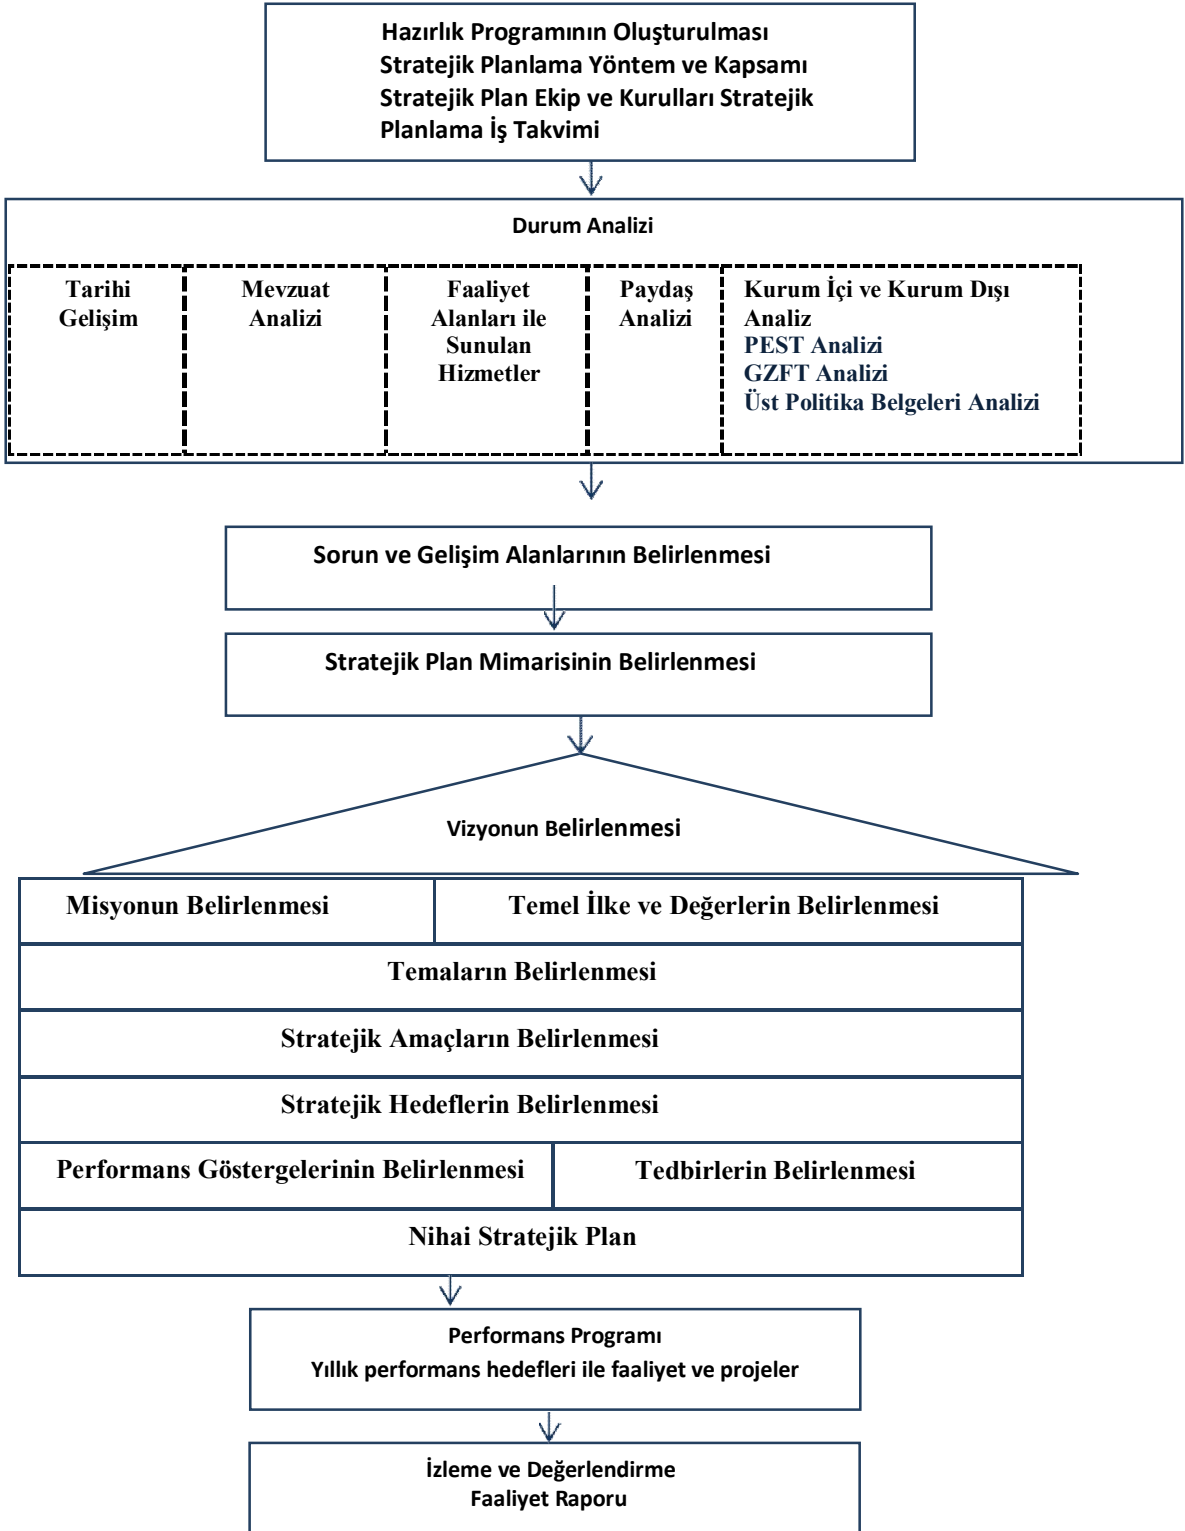 Hazırlık Programının Oluşturulması
Stratejik Planlama Yöntem ve Kapsamı
Stratejik Plan Ekip ve Kurulları Stratejik
Planlama İş Takvimi
Durum Analizi
Tarihi
Gelişim
Mevzuat
Analizi
Faaliyet
Alanları ile
Sunulan
Hizmetler
Paydaş
Analizi
Kurum İçi ve Kurum Dışı
Analiz
PEST Analizi
GZFT Analizi
Üst Politika Belgeleri Analizi
Sorun ve Gelişim Alanlarının Belirlenmesi
Stratejik Plan Mimarisinin Belirlenmesi
Vizyonun Belirlenmesi
Misyonun Belirlenmesi
Temel İlke ve Değerlerin Belirlenmesi
Temaların Belirlenmesi
Stratejik Amaçların Belirlenmesi
Stratejik Hedeflerin Belirlenmesi
Performans Göstergelerinin Belirlenmesi
Tedbirlerin Belirlenmesi
Nihai Stratejik Plan
Performans Programı
Yıllık performans hedefleri ile faaliyet ve projeler
İzleme ve Değerlendirme
Faaliyet Raporu